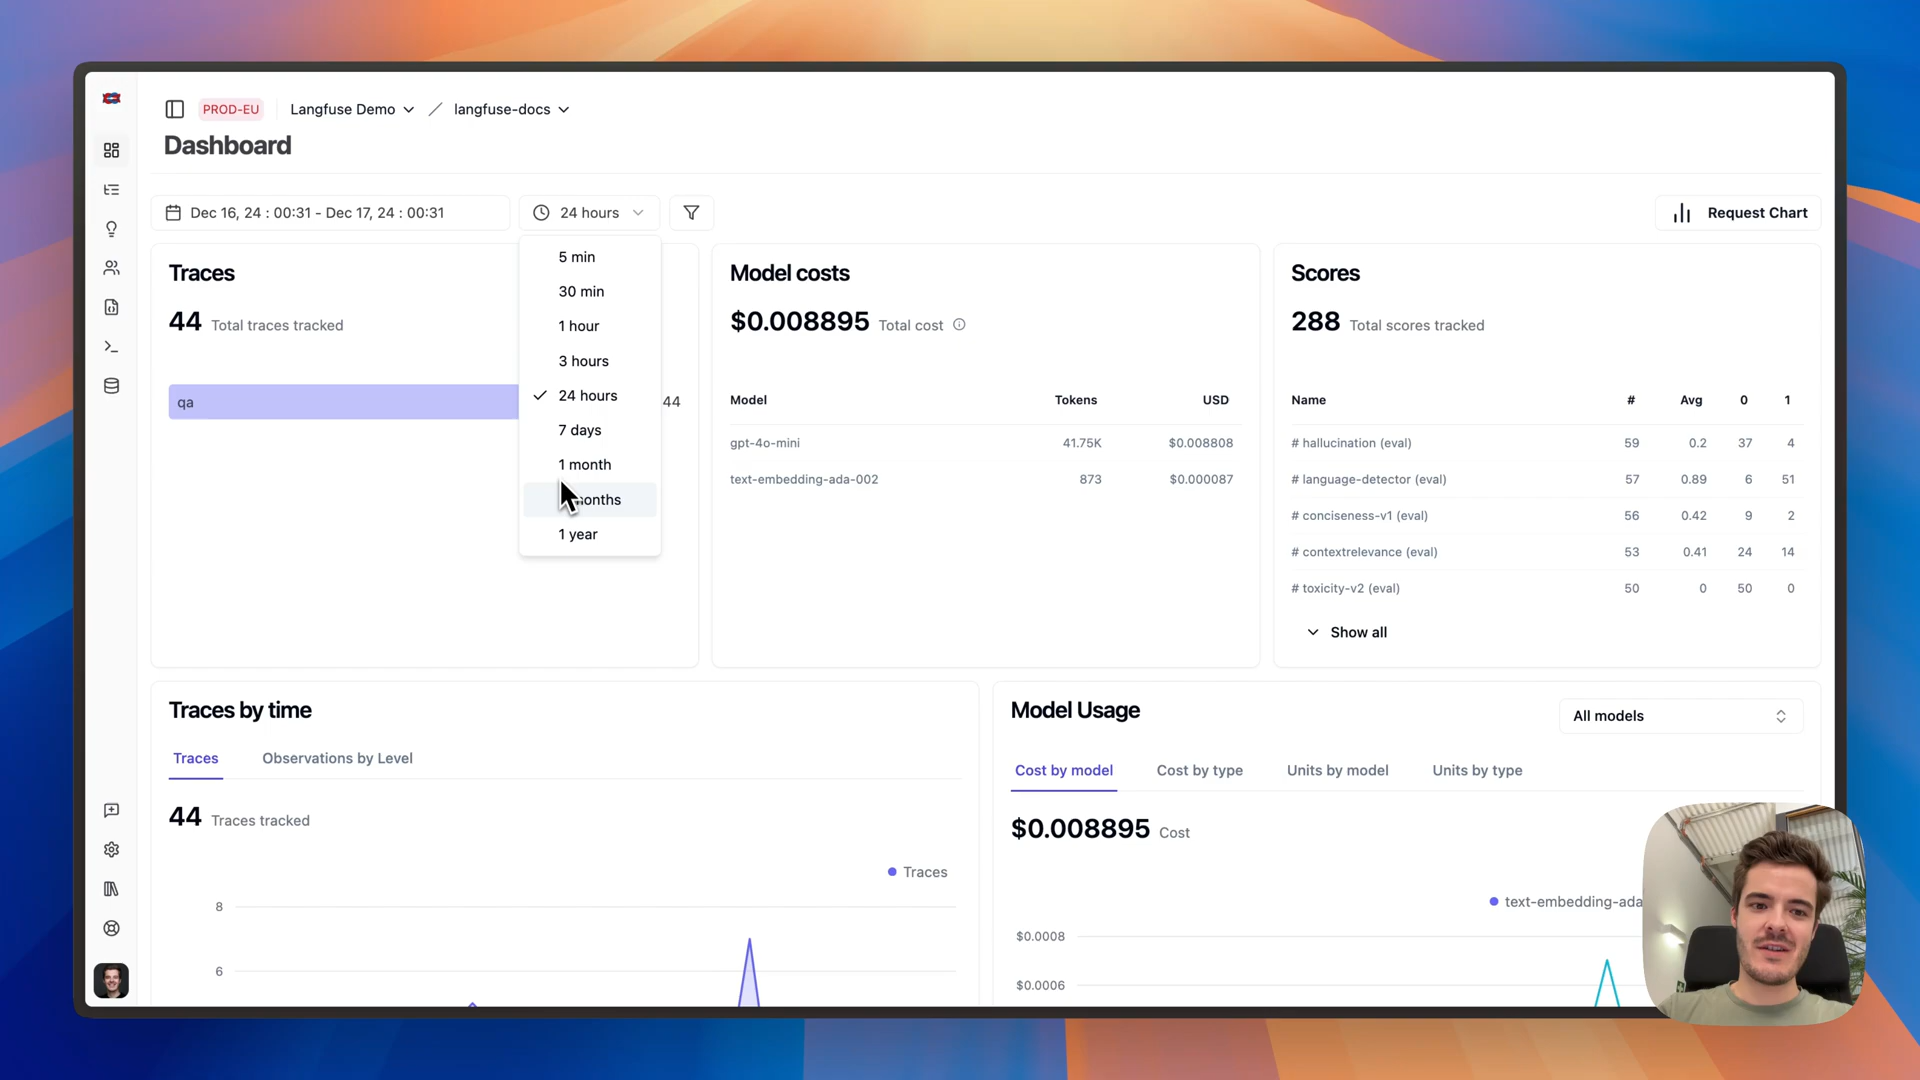 PROD-EU
Langfuse Demo
langfuse-docs
Dashboard
Dec 16, 24 : 00:31 - Dec 17, 24 : 00:31
24 hours
Request Chart
5 min
30 min
1 hour
3 hours
24 hours
7 days
1 month
onths
1 year
Traces
44 Total traces tracked
qa 44
Model costs
$0.008895 Total cost
Model Tokens USD
gpt-4o-mini 41.75K $0.008808
text-embedding-ada-002 873 $0.000087
Scores
288 Total scores tracked
Name # Avg 0 1
# hallucination (eval) 59 0.2 37 4
# language-detector (eval) 57 0.89 6 51
# conciseness-v1 (eval) 56 0.42 9 2
# contextrelevance (eval) 53 0.41 24 14
# toxicity-v2 (eval) 50 0 50 0
Show all
Traces by time
Traces Observations by Level
44 Traces tracked
Traces
8
6
Model Usage
All models
Cost by model Cost by type Units by model Units by type
$0.008895 Cost
text-embedding-ada
$0.0008
$0.0006